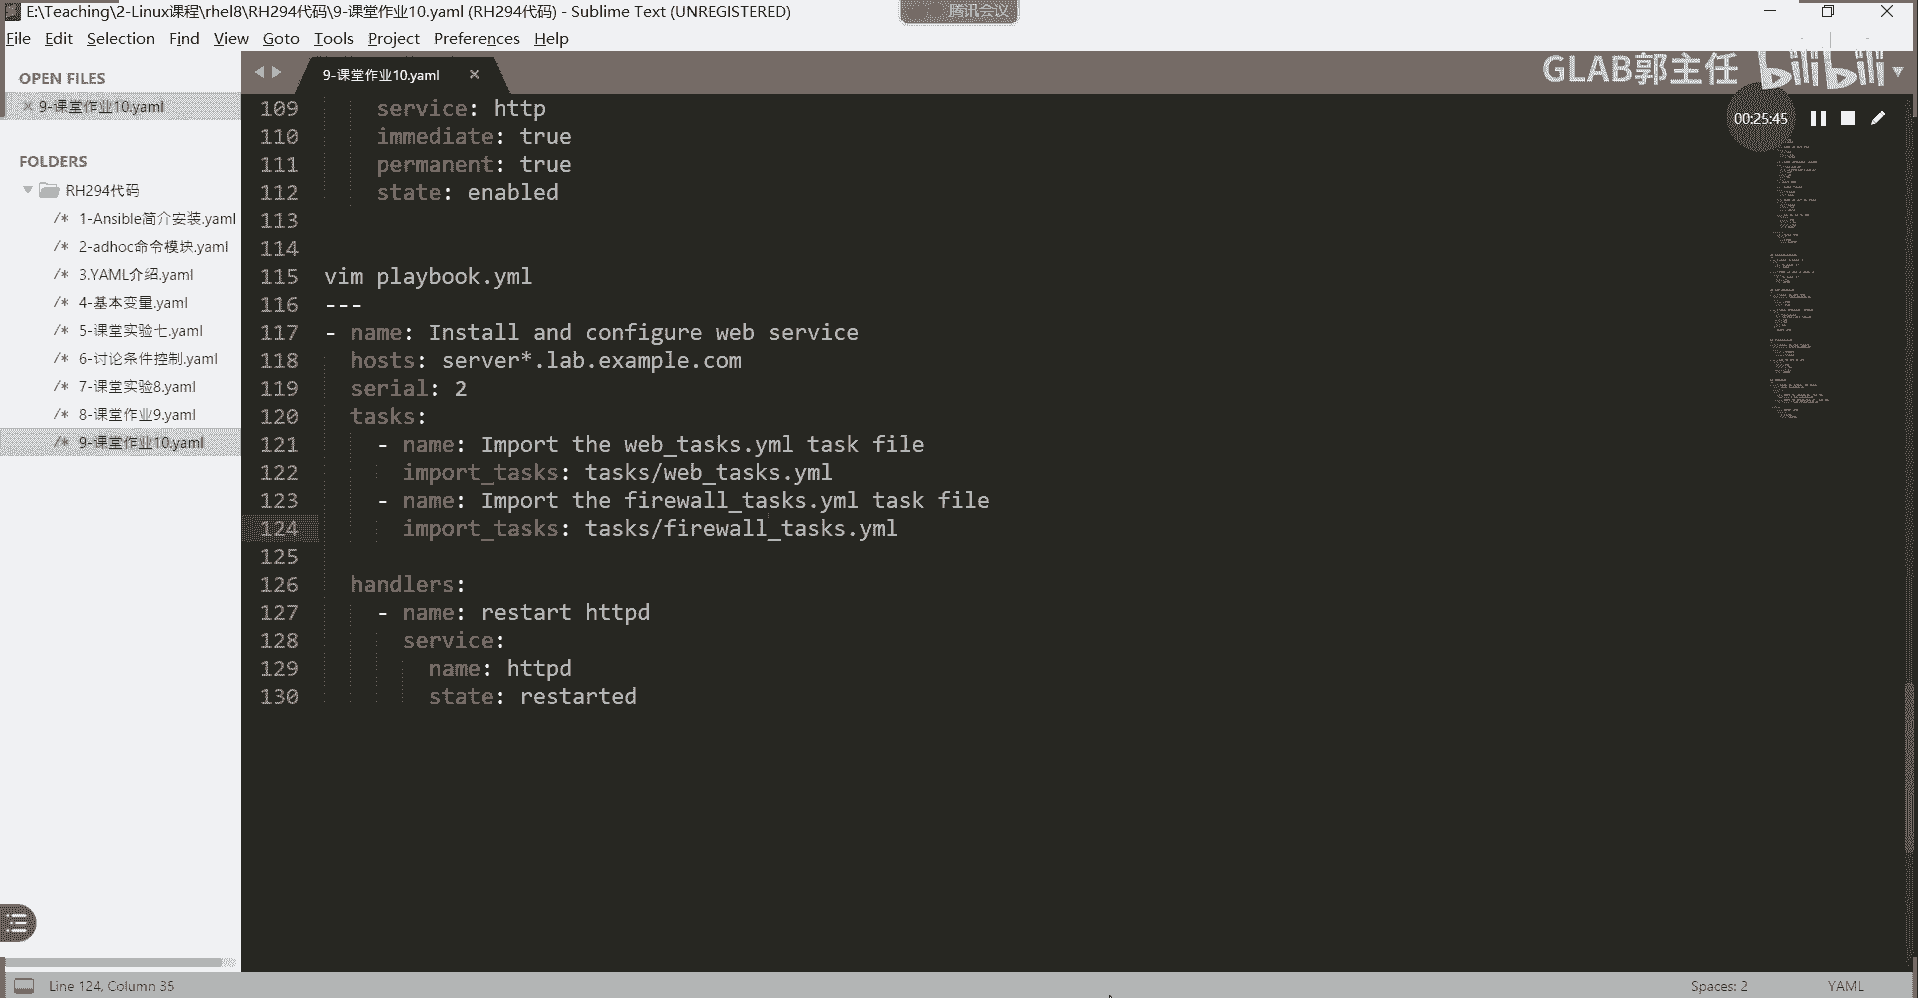 E:\Teaching\2-Linux课程\rhel8\RH294代码\9-课堂作业10.yaml (RH294代码) - Sublime Text (UNREGISTERED)
腾讯会议
File Edit Selection Find View Goto Tools Project Preferences Help
GLAB郭主任 bilibili
00:25:45
OPEN FILES
9-课堂作业10.yaml
FOLDERS
RH294代码
/* 1-Ansible简介安装.yaml
/* 2-adhoc命令模块.yaml
/* 3.YAML介绍.yaml
/* 4-基本变量.yaml
/* 5-课堂实验七.yaml
/* 6-讨论条件控制.yaml
/* 7-课堂实验8.yaml
/* 8-课堂作业9.yaml
/* 9-课堂作业10.yaml
9-课堂作业10.yaml
109 service: http
110 immediate: true
111 permanent: true
112 state: enabled
113
114
115 vim playbook.yml
116 ---
117 - name: Install and configure web service
118 hosts: server*.lab.example.com
119 serial: 2
120 tasks:
121 - name: Import the web_tasks.yml task file
122 import_tasks: tasks/web_tasks.yml
123 - name: Import the firewall_tasks.yml task file
124 import_tasks: tasks/firewall_tasks.yml
125
126 handlers:
127 - name: restart httpd
128 service:
129 name: httpd
130 state: restarted
Line 124, Column 35
Spaces: 2
YAML